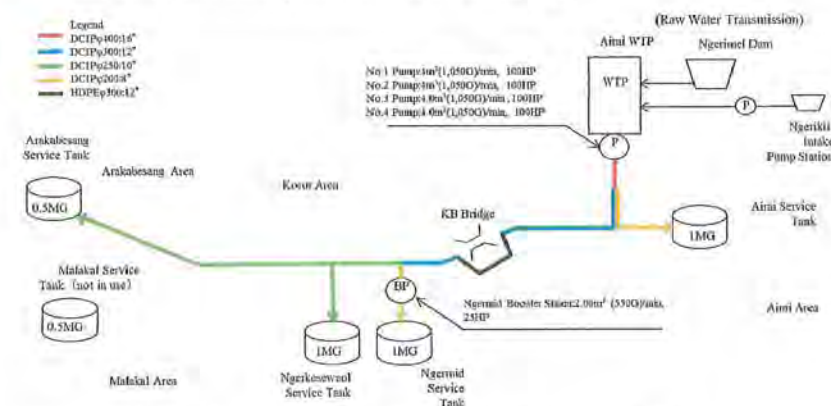 Legend
DCIPφ400:16"
DCIPφ300:12"
DCIPφ250/10"
DCIPφ200:8"
HDPEφ300:12"
(Raw Water Transmission)
Airai WTP
Ngerimel Dam
WTP
P
Ngerikiil
Intake
Pump Station
No.1 Pump:4m³(1,050G)/min, 100HP
No.2 Pump:4m³(1,050G)/min, 100HP
No.3 Pump:4.0m³(1,050G)/min, 100HP
No.4 Pump:4.0m³(1,050G)/min, 100HP
P
Arakabesang
Service Tank
Arakabesang Area
0.5MG
Koror Area
KB Bridge
Airai Service
Tank
1MG
Malakal Service
Tank (not in use)
0.5MG
BP
Ngermid Booster Staion:2.08m³ (550G)/min,
25HP
Airai Area
1MG
1MG
Malakal Area
Ngerkesewaol
Service Tank
Ngermid
Service
Tank